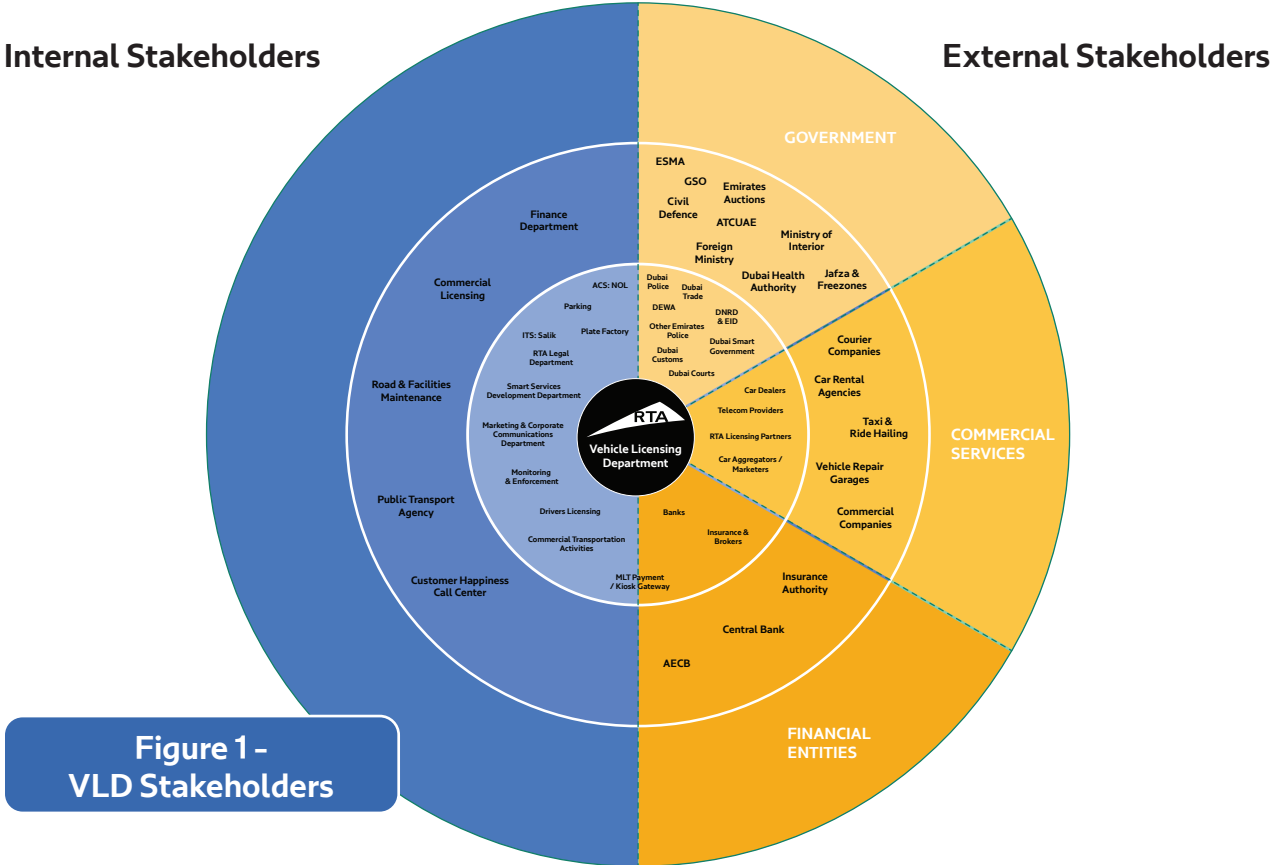 Internal Stakeholders
External Stakeholders
GOVERNMENT
ESMA
GSO
Emirates
Auctions
Civil
Defence
ATCUAE
Ministry of
Interior
Foreign
Ministry
Dubai Health
Authority
Jafza &
Freezones
Dubai
Police
Dubai
Trade
DEWA
DNRD
& EID
Other Emirates
Police
Dubai Smart
Government
Dubai
Customs
Dubai Courts
Finance
Department
Commercial
Licensing
Road & Facilities
Maintenance
Public Transport
Agency
Customer Happiness
Call Center
ACS: NOL
Parking
ITS: Salik
Plate Factory
RTA Legal
Department
Smart Services
Development Department
Marketing & Corporate
Communications
Department
Monitoring
& Enforcement
Drivers Licensing
Commercial Transportation
Activities
MLT Payment
/ Kiosk Gateway
RTA
Vehicle Licensing
Department
Car Dealers
Telecom Providers
RTA Licensing Partners
Car Aggregators /
Marketers
Courier
Companies
Car Rental
Agencies
Taxi &
Ride Hailing
Vehicle Repair
Garages
Commercial
Companies
COMMERCIAL
SERVICES
Banks
Insurance &
Brokers
Insurance
Authority
Central Bank
AECB
FINANCIAL
ENTITIES
Figure 1 -
VLD Stakeholders